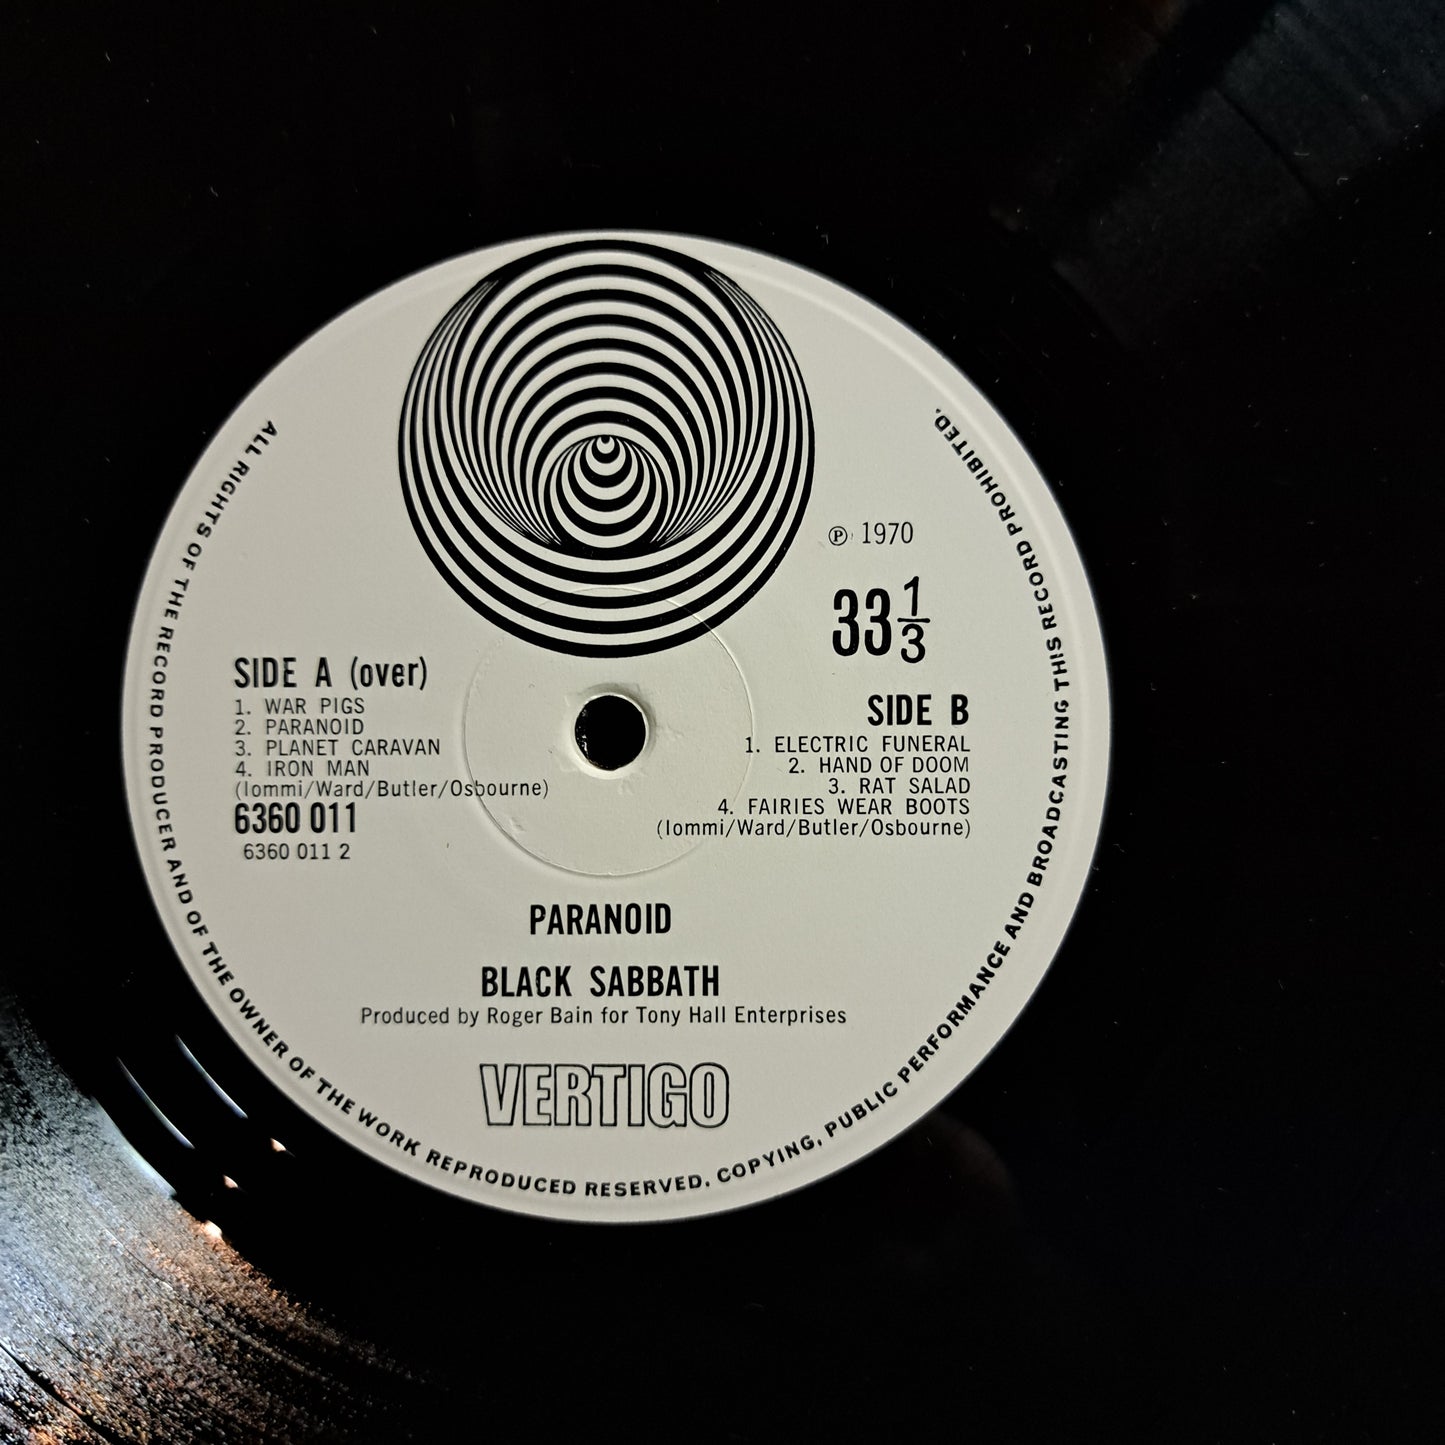 ℗ 1970
33 1/3
SIDE A (over)
1. WAR PIGS
2. PARANOID
3. PLANET CARAVAN
4. IRON MAN
(Iommi/Ward/Butler/Osbourne)
6360 011
6360 011 2
SIDE B
1. ELECTRIC FUNERAL
2. HAND OF DOOM
3. RAT SALAD
4. FAIRIES WEAR BOOTS
(Iommi/Ward/Butler/Osbourne)
PARANOID
BLACK SABBATH
Produced by Roger Bain for Tony Hall Enterprises
VERTIGO
ALL RIGHTS OF THE RECORD PRODUCER AND OF THE OWNER OF THE WORK REPRODUCED RESERVED. COPYING, PUBLIC PERFORMANCE AND BROADCASTING THIS RECORD PROHIBITED.